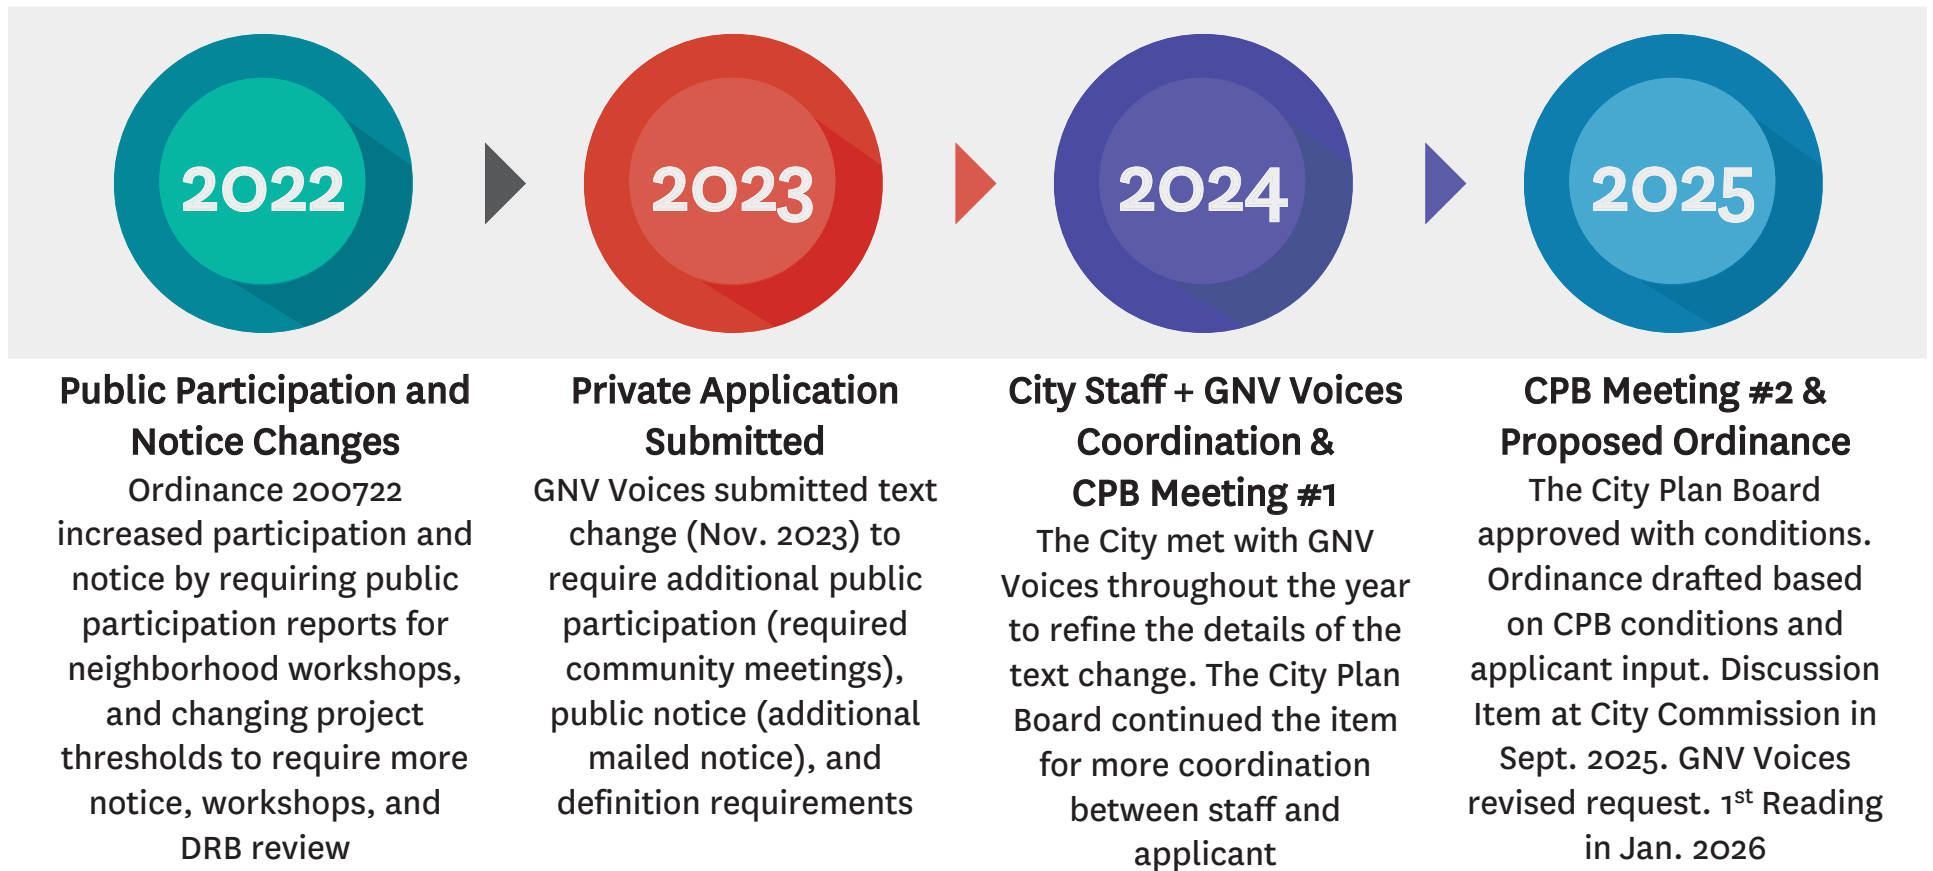 2022
2023
2024
2025
Public Participation and
Notice Changes
Ordinance 200722
increased participation and
notice by requiring public
participation reports for
neighborhood workshops,
and changing project
thresholds to require more
notice, workshops, and
DRB review
Private Application
Submitted
GNV Voices submitted text
change (Nov. 2023) to
require additional public
participation (required
community meetings),
public notice (additional
mailed notice), and
definition requirements
City Staff + GNV Voices
Coordination &
CPB Meeting #1
The City met with GNV
Voices throughout the year
to refine the details of the
text change. The City Plan
Board continued the item
for more coordination
between staff and
applicant
CPB Meeting #2 &
Proposed Ordinance
The City Plan Board
approved with conditions.
Ordinance drafted based
on CPB conditions and
applicant input. Discussion
Item at City Commission in
Sept. 2025. GNV Voices
revised request. 1st Reading
in Jan. 2026